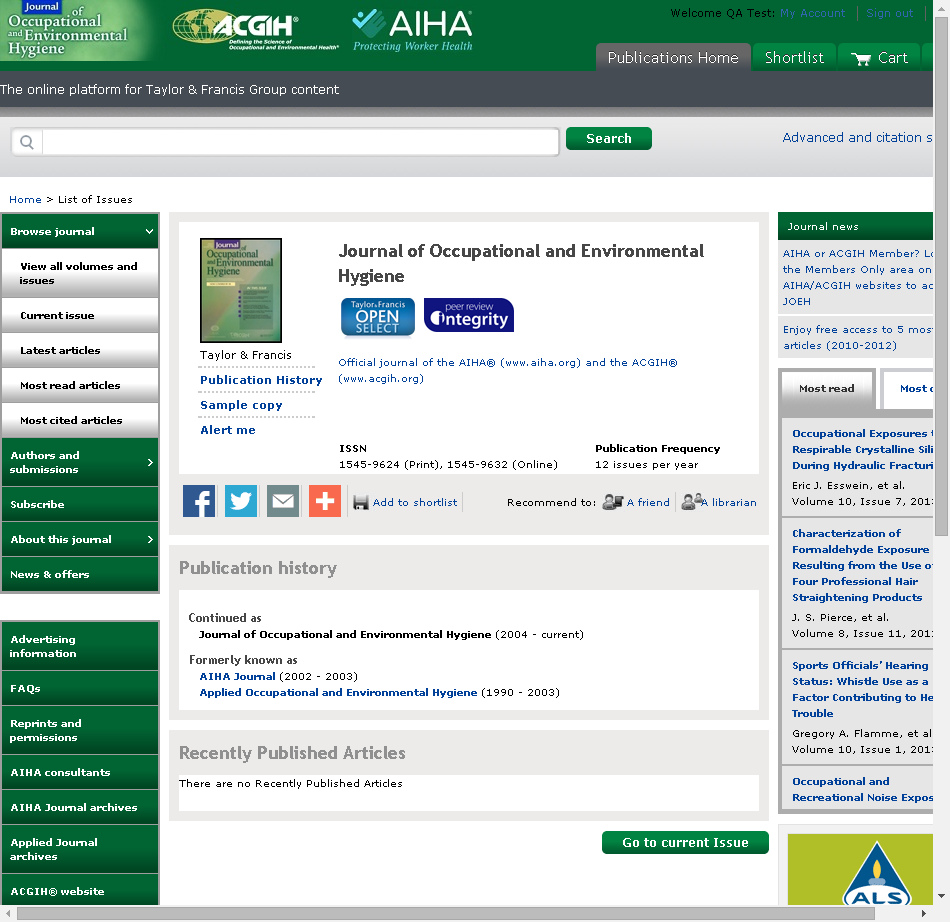 Journal of
Occupational
and Environmental
Hygiene
ACGIH®
Defining the Science of
Occupational and Environmental Health®
AIHA®
Protecting Worker Health
Welcome QA Test: My Account
Sign out
Publications Home
Shortlist
Cart
The online platform for Taylor & Francis Group content
Search
Advanced and citation s
Home > List of Issues
Browse journal
View all volumes and
issues
Current issue
Latest articles
Most read articles
Most cited articles
Authors and
submissions
Subscribe
About this journal
News & offers
Advertising
information
FAQs
Reprints and
permissions
AIHA consultants
AIHA Journal archives
Applied Journal
archives
ACGIH® website
Journal of
Occupational
and Environmental
Hygiene
Taylor & Francis
Publication History
Sample copy
Alert me
Journal of Occupational and Environmental
Hygiene
Taylor & Francis
OPEN
SELECT
peer review
integrity
Official journal of the AIHA® (www.aiha.org) and the ACGIH®
(www.acgih.org)
ISSN
1545-9624 (Print), 1545-9632 (Online)
Publication Frequency
12 issues per year
Add to shortlist
Recommend to:
A friend
A librarian
Publication history
Continued as
Journal of Occupational and Environmental Hygiene (2004 - current)
Formerly known as
AIHA Journal (2002 - 2003)
Applied Occupational and Environmental Hygiene (1990 - 2003)
Recently Published Articles
There are no Recently Published Articles
Go to current Issue
Journal news
AIHA or ACGIH Member? Lo
the Members Only area on
AIHA/ACGIH websites to ac
JOEH
Enjoy free access to 5 most
articles (2010-2012)
Most read
Most c
Occupational Exposures t
Respirable Crystalline Sili
During Hydraulic Fracturi
Eric J. Esswein, et al.
Volume 10, Issue 7, 201
Characterization of
Formaldehyde Exposure
Resulting from the Use o
Four Professional Hair
Straightening Products
J. S. Pierce, et al.
Volume 8, Issue 11, 201
Sports Officials' Hearing
Status: Whistle Use as a
Factor Contributing to He
Trouble
Gregory A. Flamme, et al
Volume 10, Issue 1, 201
Occupational and
Recreational Noise Expos
ALS